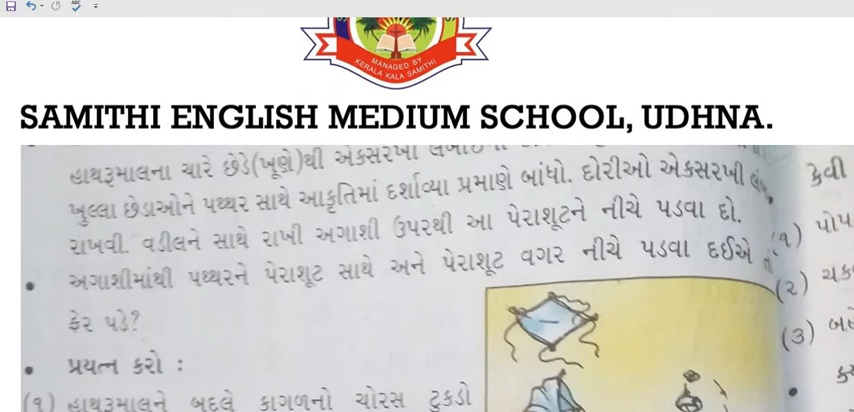 MANAGED BY
KERALA KALA SAMITHI
SAMITHI ENGLISH MEDIUM SCHOOL, UDHNA.
હાથરૂમાલના ચારે છેડે(ખૂણે)થી એકસરખી
ખુલ્લા છેડાઓને પથ્થર સાથે આકૃતિમાં દર્શાવ્યા પ્રમાણે બાંધો. દોરીઓ એકસરખી
રાખવી. વડીલને સાથે રાખી અગાશી ઉપરથી આ પેરાશૂટને નીચે પડવા દો.
• અગાશીમાંથી પથ્થરને પેરાશૂટ સાથે અને પેરાશૂટ વગર નીચે પડવા દઈએ
ફેર પડે?
• પ્રયત્ન કરો :
(૧) હાથરૂમાલને બદલે કાગળનો ચોરસ ટુકડો
કેવી
(૧)
(૨)
(૩)